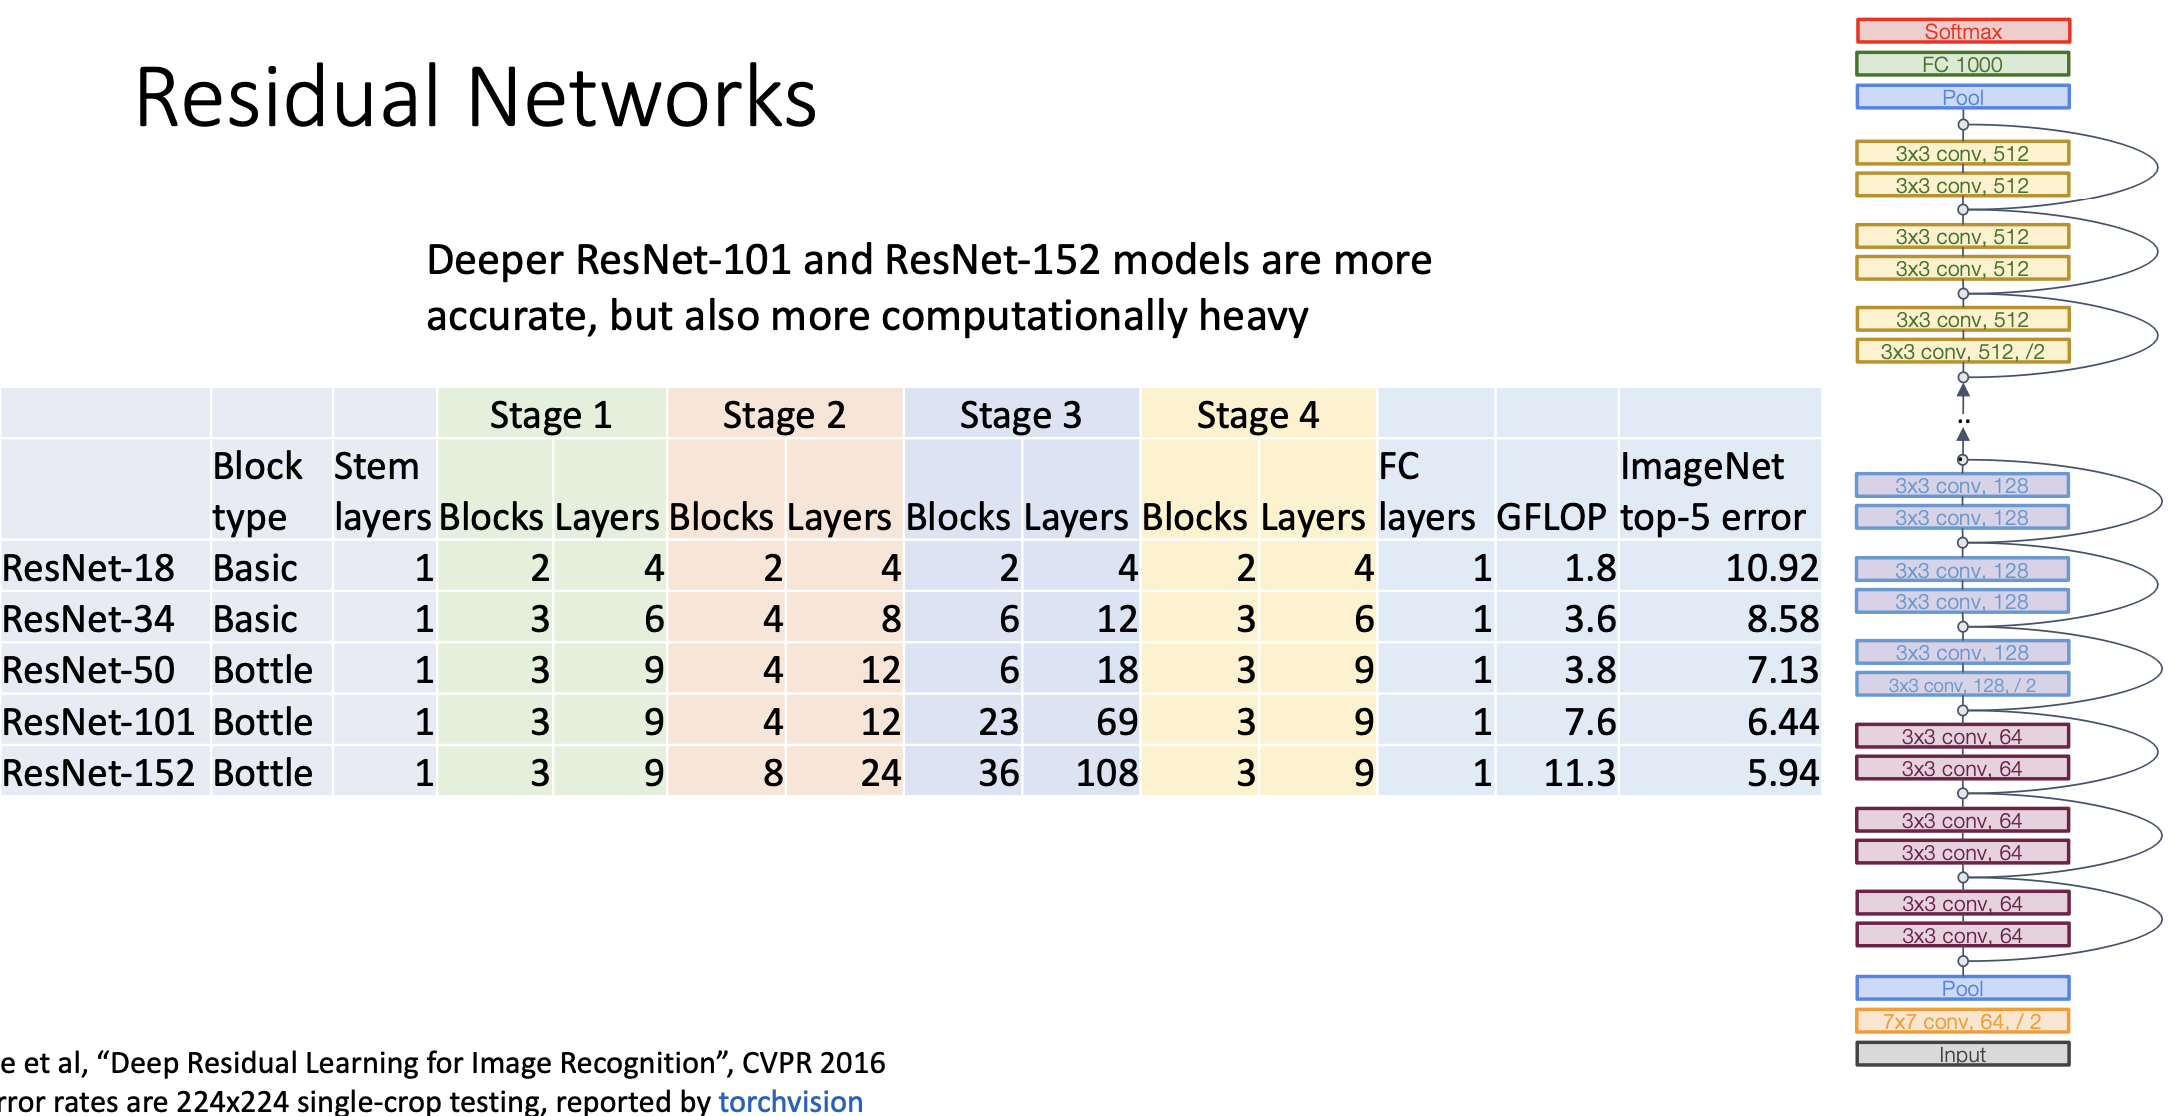 Residual Networks
Deeper ResNet-101 and ResNet-152 models are more
accurate, but also more computationally heavy
Stage 1 Stage 2 Stage 3 Stage 4
Block type Stem layers Blocks Layers Blocks Layers Blocks Layers Blocks Layers FC layers GFLOP ImageNet top-5 error
ResNet-18 Basic 1 2 4 2 4 2 4 2 4 1 1.8 10.92
ResNet-34 Basic 1 3 6 4 8 6 12 3 6 1 3.6 8.58
ResNet-50 Bottle 1 3 9 4 12 6 18 3 9 1 3.8 7.13
ResNet-101 Bottle 1 3 9 4 12 23 69 3 9 1 7.6 6.44
ResNet-152 Bottle 1 3 9 8 24 36 108 3 9 1 11.3 5.94
e et al, “Deep Residual Learning for Image Recognition”, CVPR 2016
rror rates are 224x224 single-crop testing, reported by torchvision
Softmax
FC 1000
Pool
3x3 conv, 512
3x3 conv, 512
3x3 conv, 512
3x3 conv, 512
3x3 conv, 512
3x3 conv, 512, /2
..
3x3 conv, 128
3x3 conv, 128
3x3 conv, 128
3x3 conv, 128
3x3 conv, 128
3x3 conv, 128, / 2
3x3 conv, 64
3x3 conv, 64
3x3 conv, 64
3x3 conv, 64
3x3 conv, 64
3x3 conv, 64
Pool
7x7 conv, 64, / 2
Input